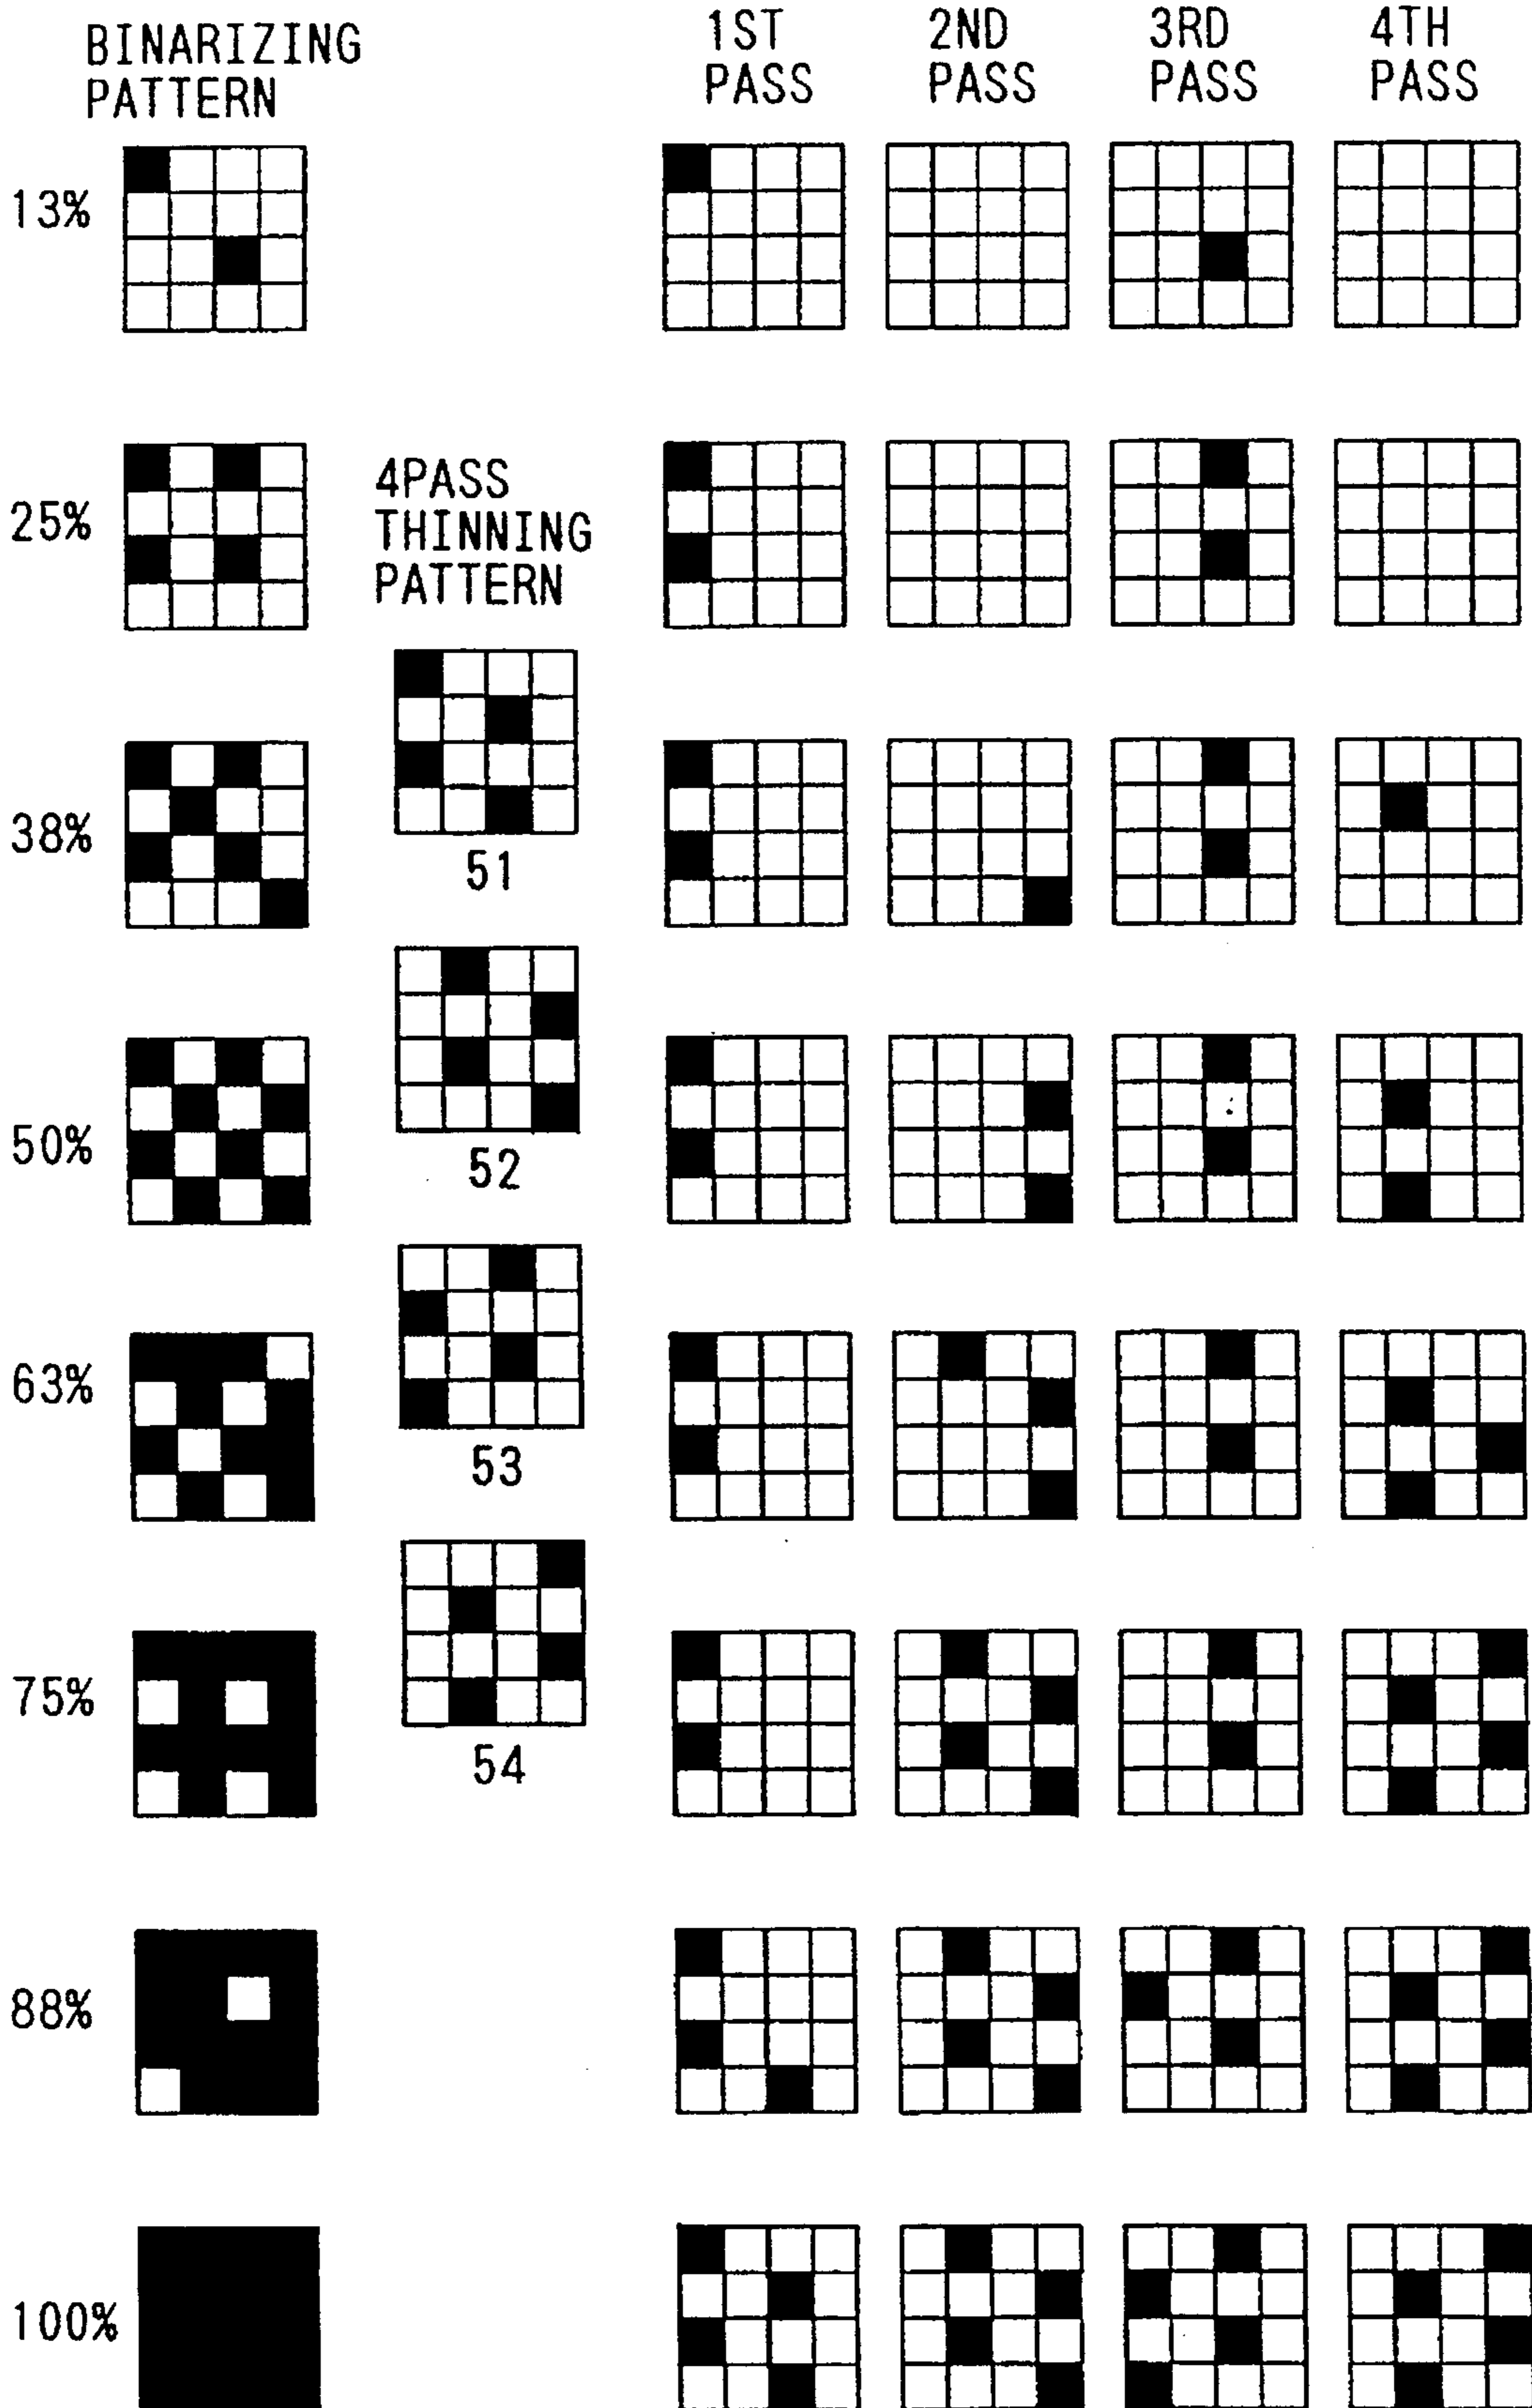 BINARIZING
PATTERN
1ST
PASS
2ND
PASS
3RD
PASS
4TH
PASS
13%
25%
4PASS
THINNING
PATTERN
38%
51
50%
52
63%
53
75%
54
88%
100%